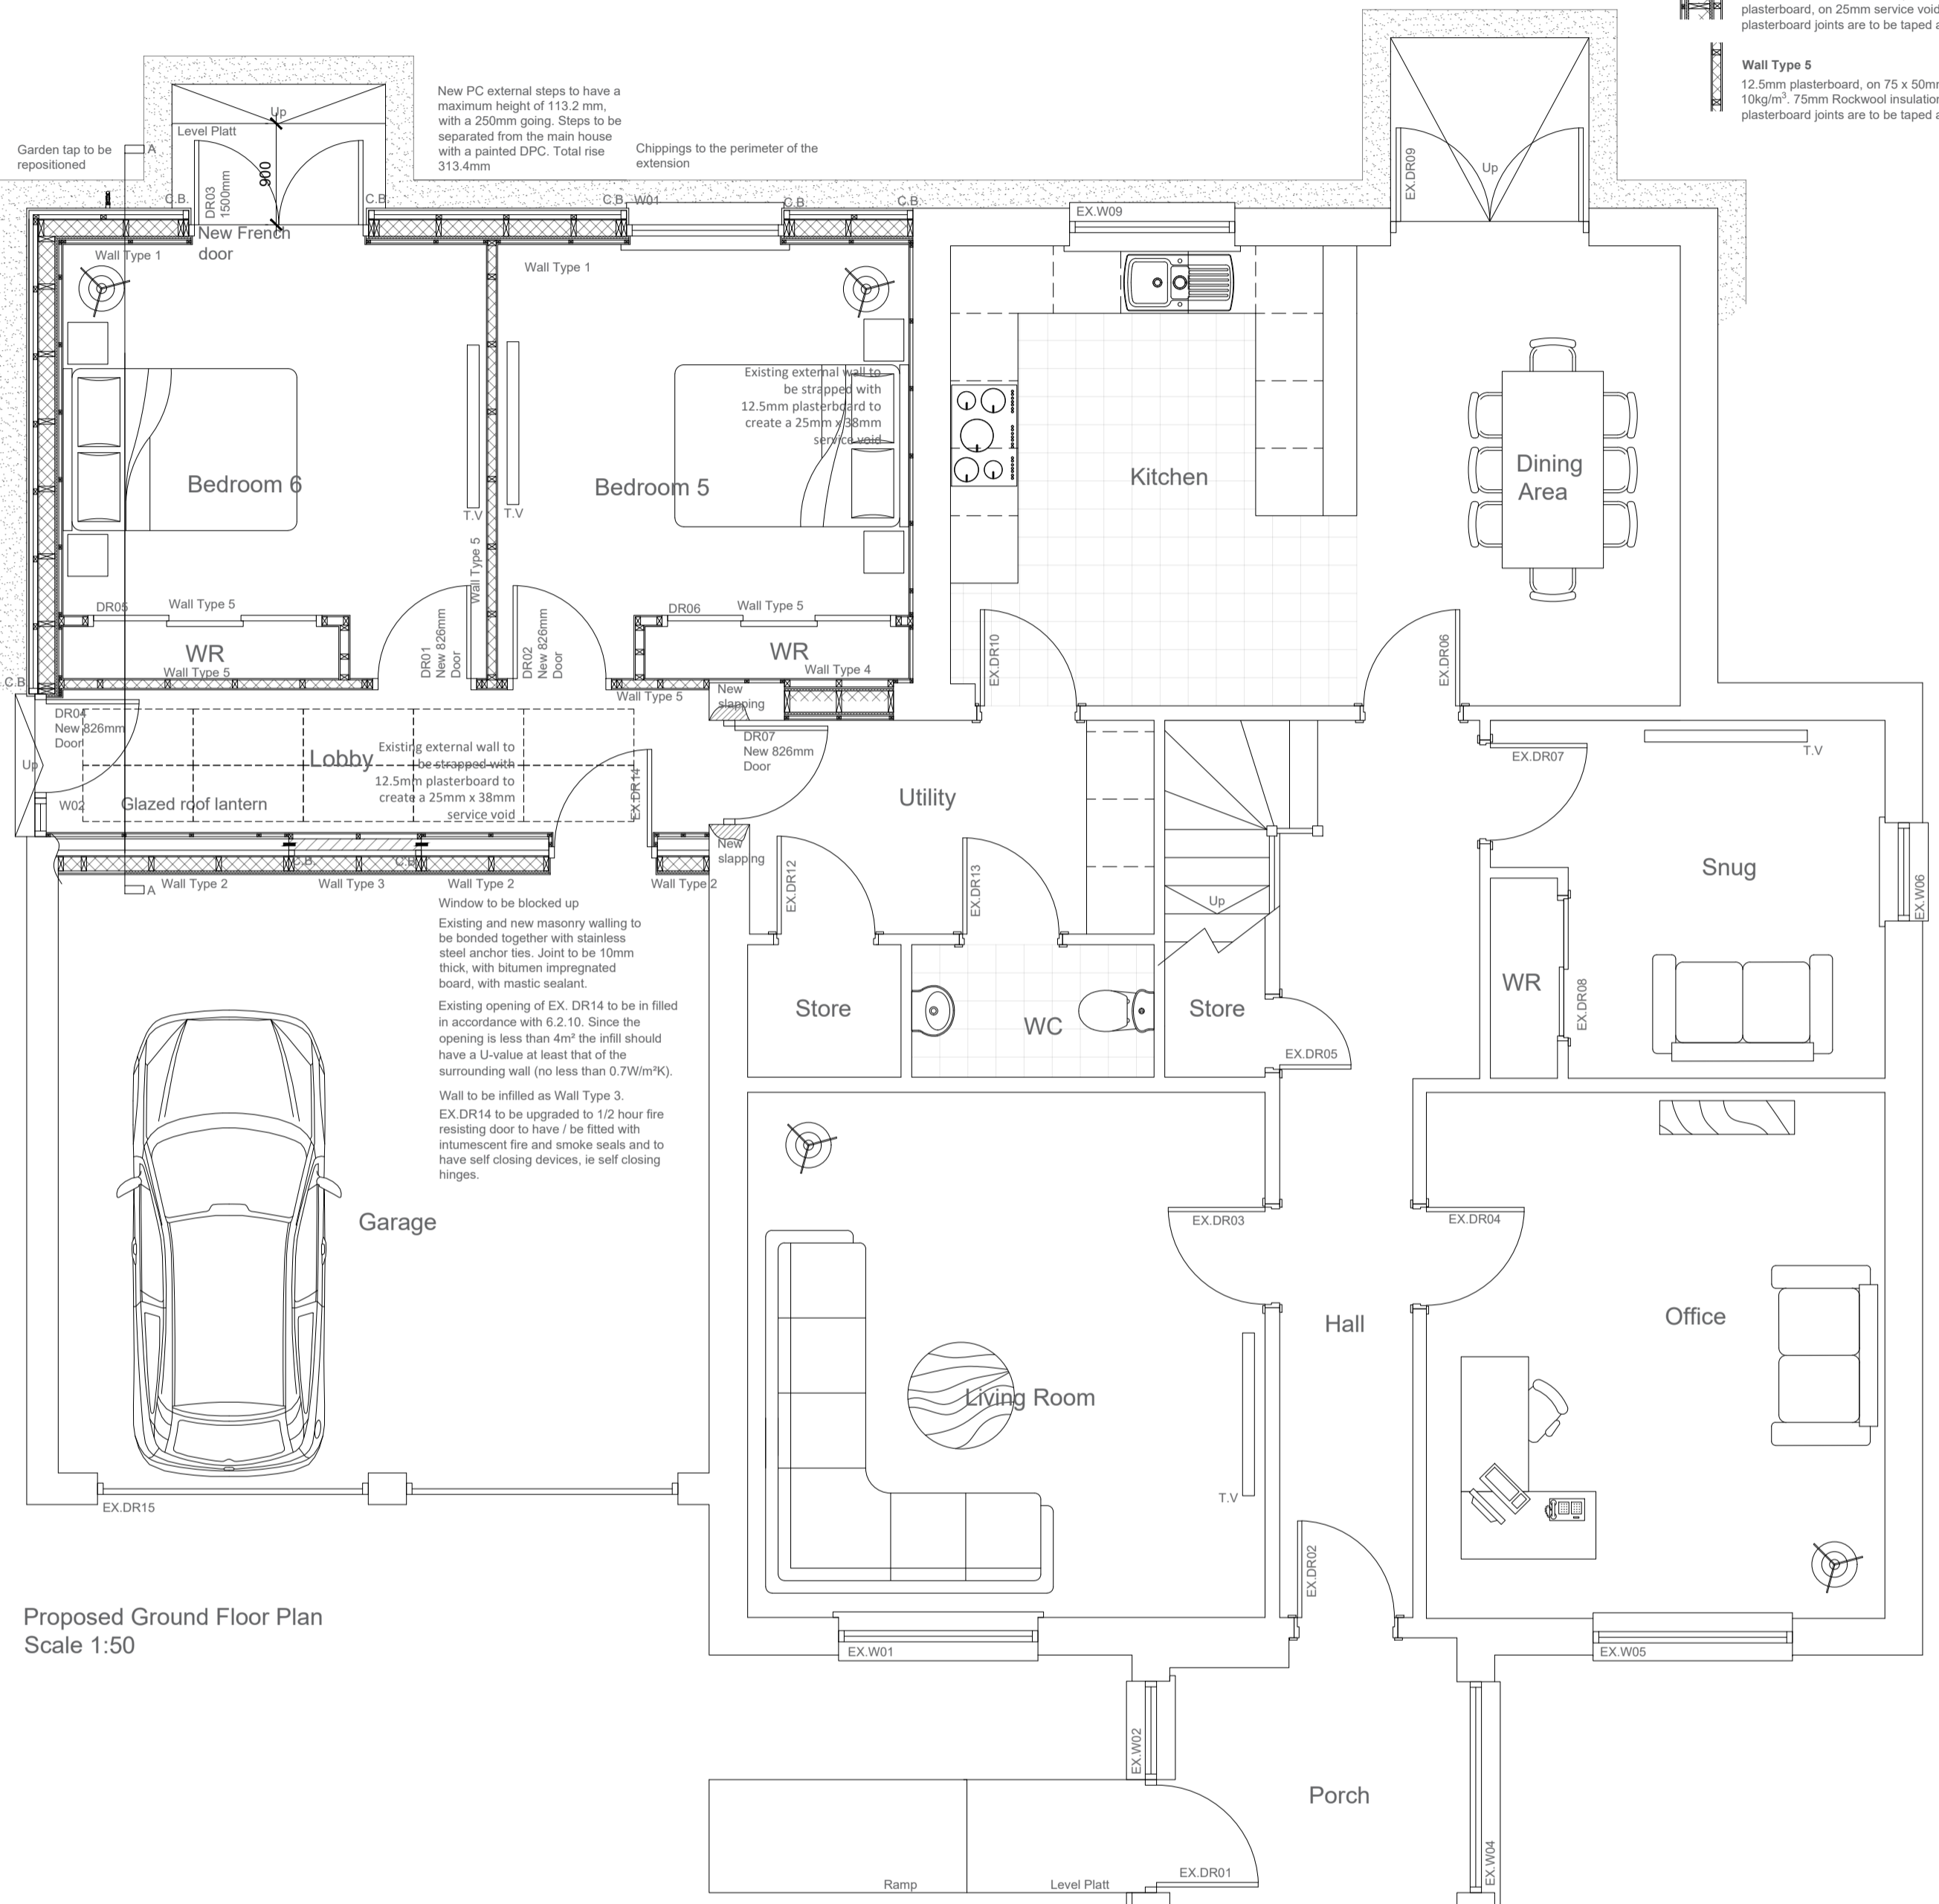 plasterboard, on 25mm service void
plasterboard joints are to be taped a
Wall Type 5
12.5mm plasterboard, on 75 x 50m
10kg/m³. 75mm Rockwool insulation
plasterboard joints are to be taped a
New PC external steps to have a
maximum height of 113.2 mm,
with a 250mm going. Steps to be
separated from the main house
with a painted DPC. Total rise
313.4mm
Chippings to the perimeter of the
extension
Garden tap to be
repositioned
A
Up
Level Platt
900
DR03
1500mm
C.B.
C.B.
C.B.
W01
C.B.
C.B.
New French
door
Wall Type 1
Wall Type 1
EX.W09
EX.DR09
Up
Existing external wall to
be strapped with
12.5mm plasterboard to
create a 25mm x 38mm
service void
Bedroom 6
Bedroom 5
T.V
T.V
Kitchen
Dining
Area
Wall Type 5
DR05
Wall Type 5
WR
Wall Type 5
DR01
New 826mm
Door
DR02
New 826mm
Door
DR06
Wall Type 5
WR
Wall Type 4
Wall Type 5
EX.DR10
EX.DR06
C.B
DR04
New 826mm
Door
Up
W02
Lobby
Glazed roof lantern
Existing external wall to
be strapped with
12.5mm plasterboard to
create a 25mm x 38mm
service void
EX.DR14
New
slapping
DR07
New 826mm
Door
Utility
New
slapping
EX.DR07
T.V
Snug
EX.W06
C.B.
C.B.
A
Wall Type 2
Wall Type 3
Wall Type 2
Wall Type 2
EX.DR12
EX.DR13
Up
Window to be blocked up
Existing and new masonry walling to
be bonded together with stainless
steel anchor ties. Joint to be 10mm
thick, with bitumen impregnated
board, with mastic sealant.
Existing opening of EX. DR14 to be in filled
in accordance with 6.2.10. Since the
opening is less than 4m² the infill should
have a U-value at least that of the
surrounding wall (no less than 0.7W/m²K).
Wall to be infilled as Wall Type 3.
EX.DR14 to be upgraded to 1/2 hour fire
resisting door to have / be fitted with
intumescent fire and smoke seals and to
have self closing devices, ie self closing
hinges.
Store
WC
Store
EX.DR05
WR
EX.DR08
Garage
EX.DR03
EX.DR04
Hall
Office
Living Room
T.V
EX.DR15
EX.DR02
Proposed Ground Floor Plan
Scale 1:50
EX.W01
EX.W05
EX.W02
Porch
EX.W04
EX.DR01
Ramp
Level Platt